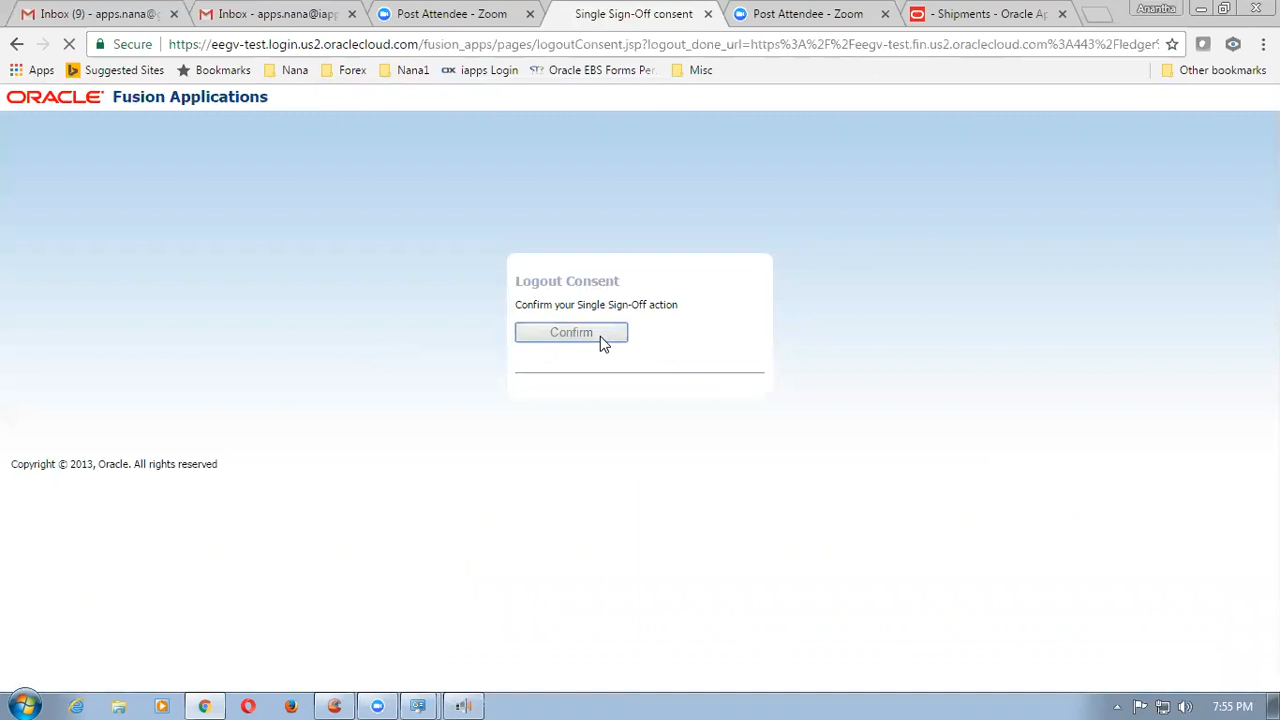 Inbox (9) - apps.nana@g
Inbox - apps.nana@iapp
Post Attendee - Zoom
Single Sign-Off consent
Post Attendee - Zoom
- Shipments - Oracle Ap
Anantha
Secure
https://eegv-test.login.us2.oraclecloud.com/fusion_apps/pages/logoutConsent.jsp?logout_done_url=https%3A%2F%2Feegv-test.fin.us2.oraclecloud.com%3A443%2Fledger%
Apps
Suggested Sites
Bookmarks
Nana
Forex
Nana1
iapps Login
Oracle EBS Forms Per
Misc
Other bookmarks
ORACLE Fusion Applications
Logout Consent
Confirm your Single Sign-Off action
Confirm
Copyright © 2013, Oracle. All rights reserved
7:55 PM